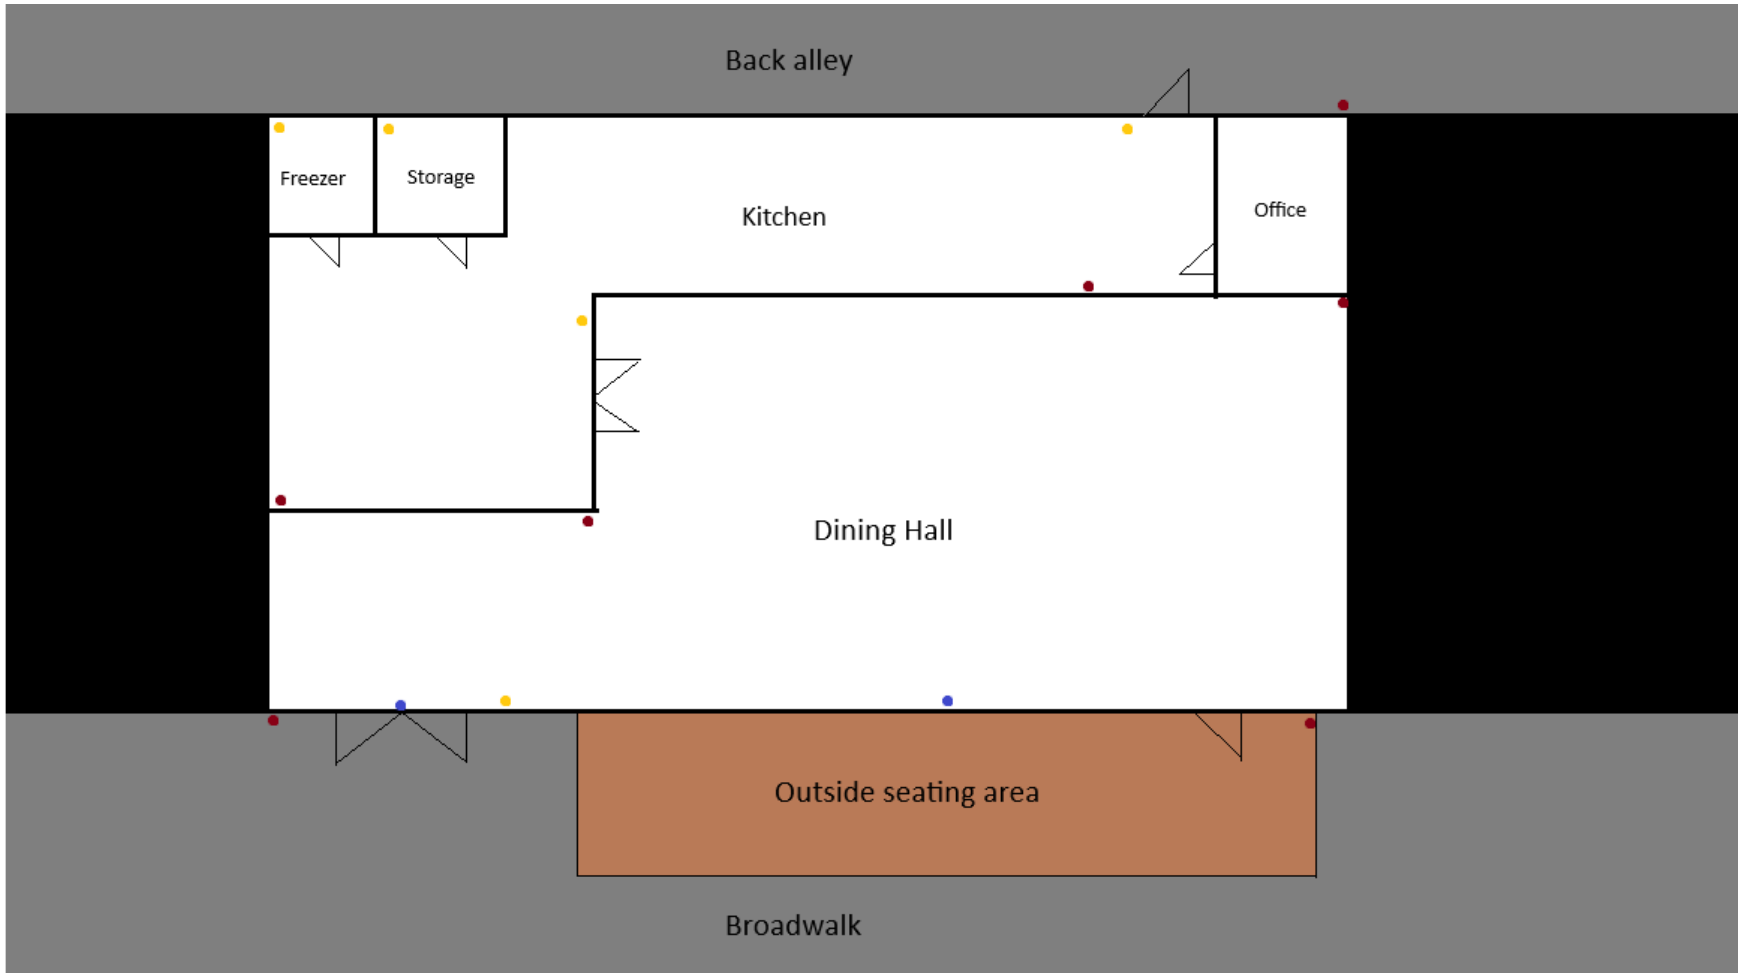 Back alley
Freezer
Storage
Kitchen
Office
Dining Hall
Outside seating area
Broadwalk